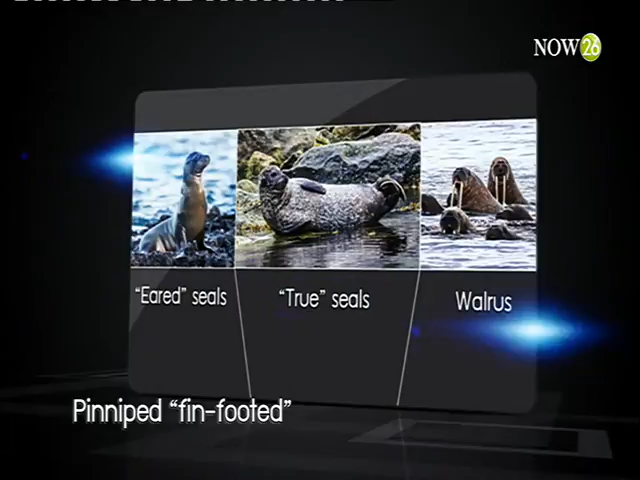 NOW26
"Eared" seals
"True" seals
Walrus
Pinniped "fin-footed"